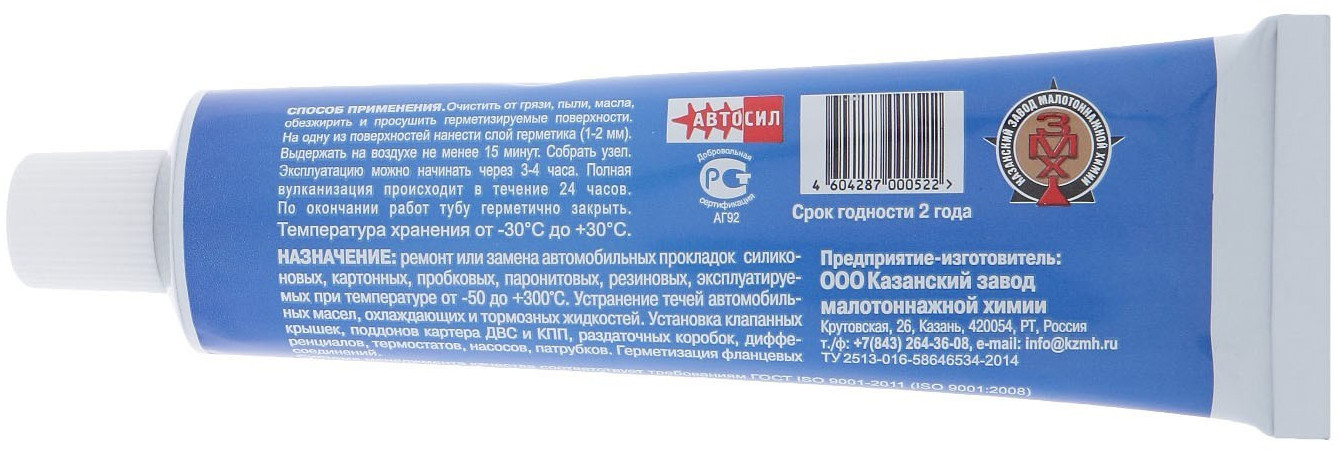 СПОСОБ ПРИМЕНЕНИЯ. Очистить от грязи, пыли, масла,
обезжирить и просушить герметизируемые поверхности.
На одну из поверхностей нанести слой герметика (1-2 мм).
Выдержать на воздухе не менее 15 минут. Собрать узел.
Эксплуатацию можно начинать через 3-4 часа. Полная
вулканизация происходит в течение 24 часов.
По окончании работ тубу герметично закрыть.
Температура хранения от -30°С до +30°С.
НАЗНАЧЕНИЕ: ремонт или замена автомобильных прокладок силико-
новых, картонных, пробковых, паронитовых, резиновых, эксплуатируе-
мых при температуре от -50 до +300°С. Устранение течей автомобиль-
ных масел, охлаждающих и тормозных жидкостей. Установка клапанных
крышек, поддонов картера ДВС и КПП, раздаточных коробок, диффе-
ренциалов, термостатов, насосов, патрубков. Герметизация фланцевых
соединений.
соответствует требованиям ГОСТ ISO 9001-2011 (ISO 9001:2008)
АВТОСИЛ
Добровольная
РСТ
сертификация
АГ92
4 604287 000522 >
Срок годности 2 года
КАЗАНСКИЙ ЗАВОД МАЛОТОННАЖНОЙ ХИМИИ
ЗМХ
Предприятие-изготовитель:
ООО Казанский завод
малотоннажной химии
Крутовская, 26, Казань, 420054, РТ, Россия
т./ф: +7(843) 264-36-08, e-mail: info@kzmh.ru
ТУ 2513-016-58646534-2014